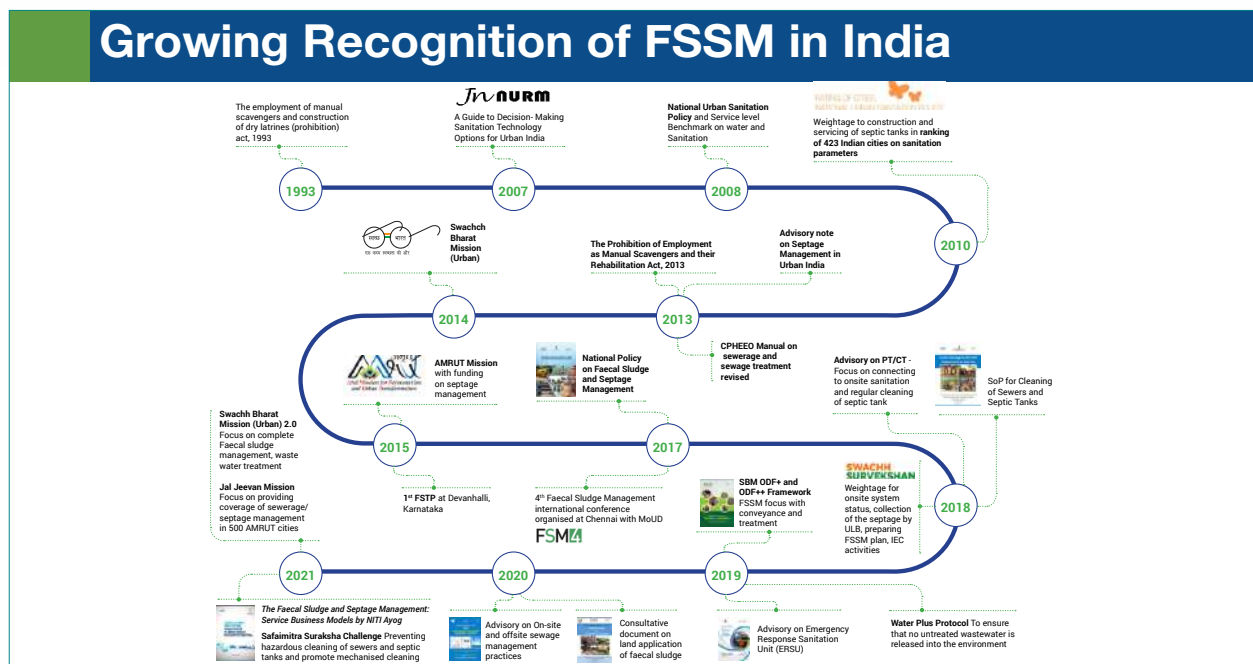 Growing Recognition of FSSM in India
The employment of manual
scavengers and construction
of dry latrines (prohibition)
act, 1993
JnNURM
A Guide to Decision- Making
Sanitation Technology
Options for Urban India
National Urban Sanitation
Policy and Service level
Benchmark on water and
Sanitation
RATING OF CITIES
Weightage to construction and
servicing of septic tanks in ranking
of 423 Indian cities on sanitation
parameters
1993
2007
2008
2010
स्वच्छ भारत
एक कदम स्वच्छता की ओर
Swachch
Bharat
Mission
(Urban)
The Prohibition of Employment
as Manual Scavengers and their
Rehabilitation Act, 2013
Advisory note
on Septage
Management in
Urban India
2014
2013
CPHEEO Manual on
sewerage and
sewage treatment
revised
AMRUT Mission
with funding
on septage
management
National Policy
on Faecal Sludge
and Septage
Management
Advisory on PT/CT -
Focus on connecting
to onsite sanitation
and regular cleaning
of septic tank
SoP for Cleaning
of Sewers and
Septic Tanks
2015
2017
1st FSTP at Devanhalli,
Karnataka
4th Faecal Sludge Management
international conference
organised at Chennai with MoUD
FSM4
SBM ODF+ and
ODF++ Framework
FSSM focus with
conveyance and
treatment
SWACHH
SURVEKSHAN
Weightage for
onsite system
status, collection
of the septage by
ULB, preparing
FSSM plan, IEC
activities
2018
Swachh Bharat
Mission (Urban) 2.0
Focus on complete
Faecal sludge
management, waste
water treatment
Jal Jeevan Mission
Focus on providing
coverage of sewerage/
septage management
in 500 AMRUT cities
2021
2020
2019
The Faecal Sludge and Septage Management:
Service Business Models by NITI Ayog
Safaimitra Suraksha Challenge Preventing
hazardous cleaning of sewers and septic
tanks and promote mechanised cleaning
Advisory on On-site
and offsite sewage
management
practices
Consultative
document on
land application
of faecal sludge
Advisory on Emergency
Response Sanitation
Unit (ERSU)
Water Plus Protocol To ensure
that no untreated wastewater is
released into the environment